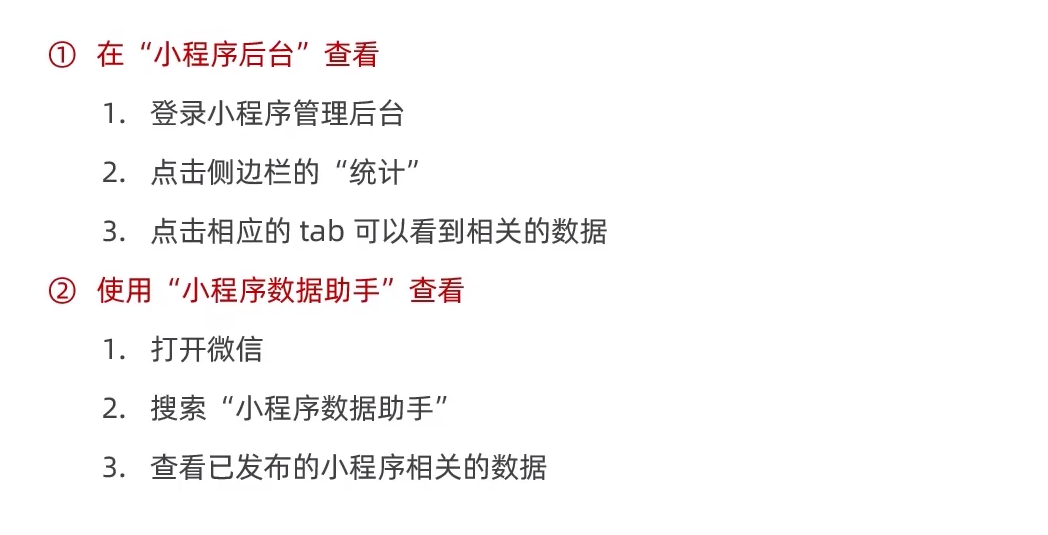 ① 在“小程序后台”查看
1. 登录小程序管理后台
2. 点击侧边栏的“统计”
3. 点击相应的 tab 可以看到相关的数据
② 使用“小程序数据助手”查看
1. 打开微信
2. 搜索“小程序数据助手”
3. 查看已发布的小程序相关的数据